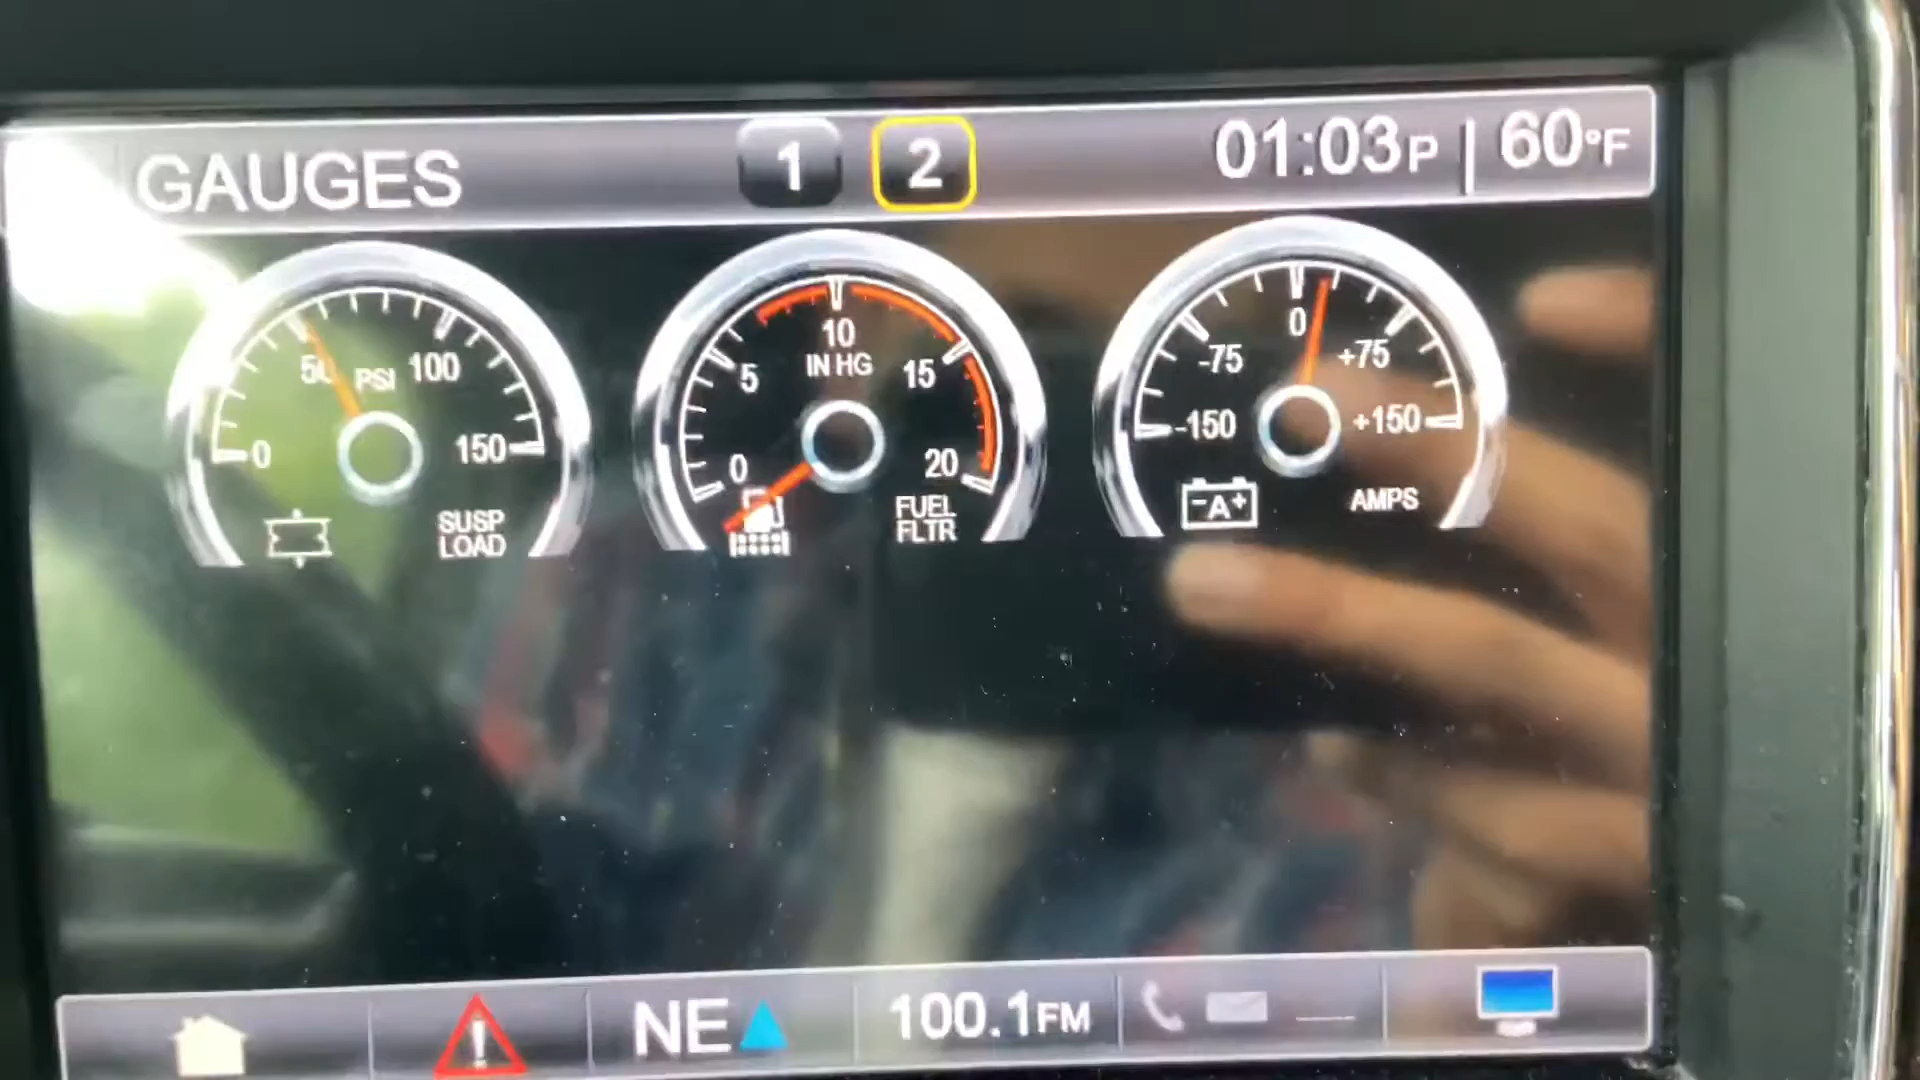 GAUGES 1 2 01:03P | 60°F
50 PSI 100
0 150
SUSP
LOAD
10
IN HG
5 15
0 20
FUEL
FLTR
0
-75 +75
-150 +150
-A+ AMPS
NE 100.1FM